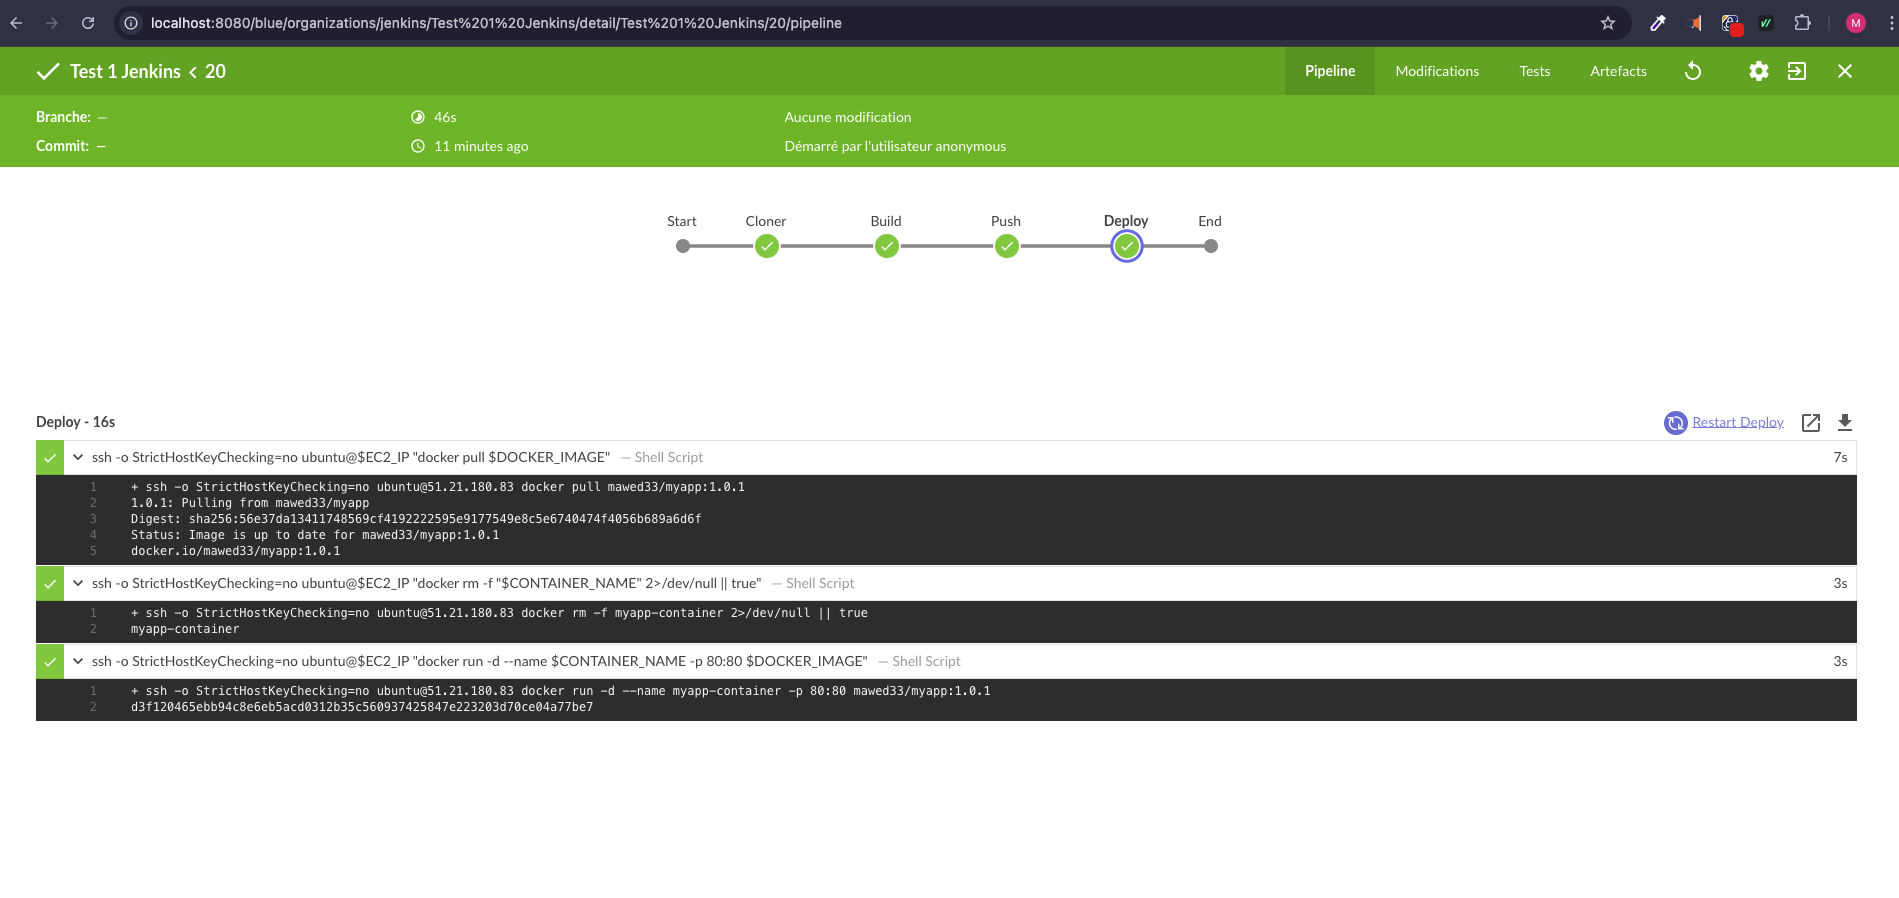 localhost:8080/blue/organizations/jenkins/Test%201%20Jenkins/detail/Test%201%20Jenkins/20/pipeline
M
Test 1 Jenkins < 20
Pipeline
Modifications
Tests
Artefacts
Branche: —
46s
Aucune modification
Commit: —
11 minutes ago
Démarré par l'utilisateur anonymous
Start
Cloner
Build
Push
Deploy
End
Deploy - 16s
Restart Deploy
ssh -o StrictHostKeyChecking=no ubuntu@$EC2_IP "docker pull $DOCKER_IMAGE" — Shell Script
7s
1 + ssh -o StrictHostKeyChecking=no ubuntu@51.21.180.83 docker pull mawed33/myapp:1.0.1
2 1.0.1: Pulling from mawed33/myapp
3 Digest: sha256:56e37da13411748569cf4192222595e9177549e8c5e6740474f4056b689a6d6f
4 Status: Image is up to date for mawed33/myapp:1.0.1
5 docker.io/mawed33/myapp:1.0.1
ssh -o StrictHostKeyChecking=no ubuntu@$EC2_IP "docker rm -f "$CONTAINER_NAME" 2>/dev/null || true" — Shell Script
3s
1 + ssh -o StrictHostKeyChecking=no ubuntu@51.21.180.83 docker rm -f myapp-container 2>/dev/null || true
2 myapp-container
ssh -o StrictHostKeyChecking=no ubuntu@$EC2_IP "docker run -d --name $CONTAINER_NAME -p 80:80 $DOCKER_IMAGE" — Shell Script
3s
1 + ssh -o StrictHostKeyChecking=no ubuntu@51.21.180.83 docker run -d --name myapp-container -p 80:80 mawed33/myapp:1.0.1
2 d3f120465ebb94c8e6eb5acd0312b35c560937425847e223203d70ce04a77be7